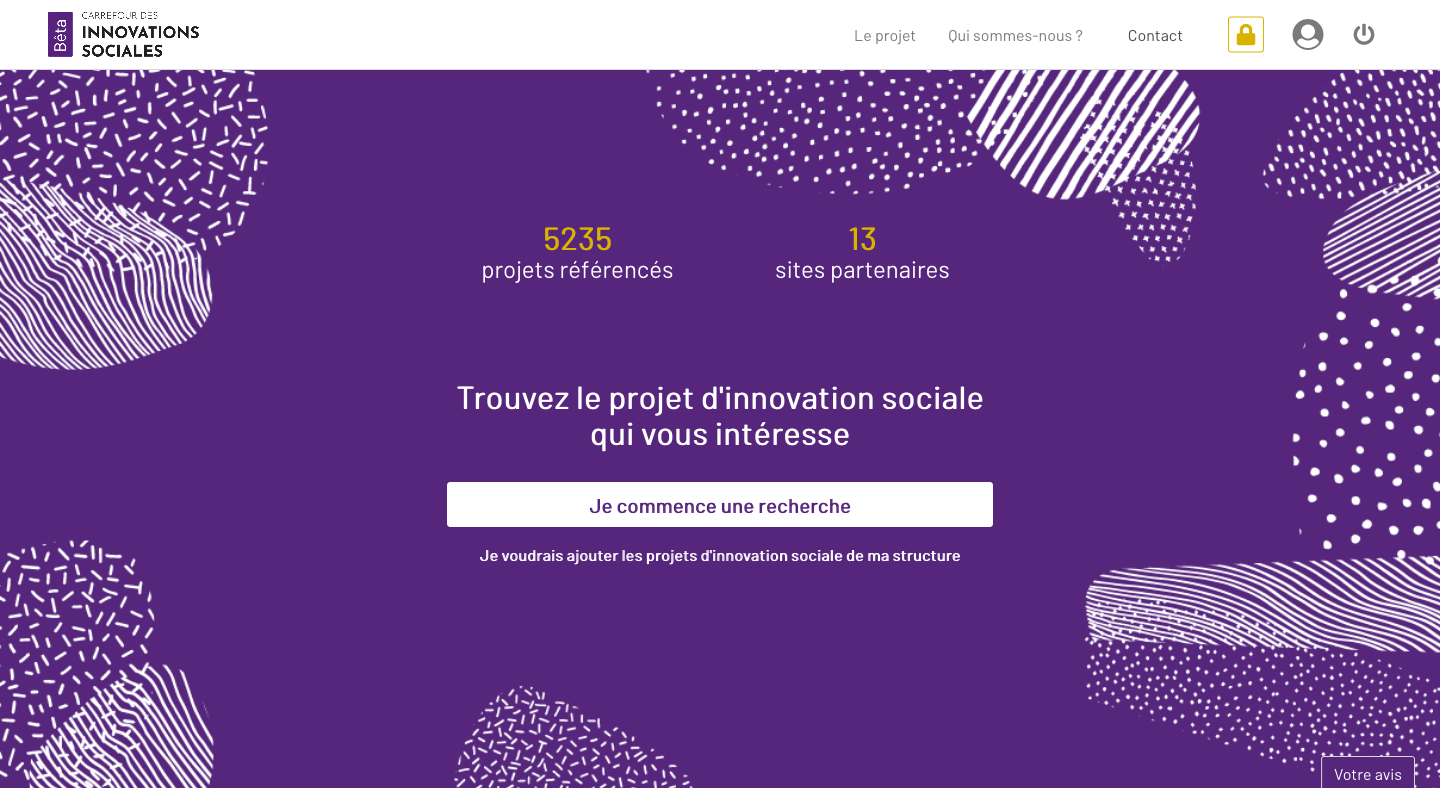 Bêta
CARREFOUR DES
INNOVATIONS
SOCIALES
Le projet
Qui sommes-nous ?
Contact
5235
projets référencés
13
sites partenaires
Trouvez le projet d'innovation sociale
qui vous intéresse
Je commence une recherche
Je voudrais ajouter les projets d'innovation sociale de ma structure
Votre avis